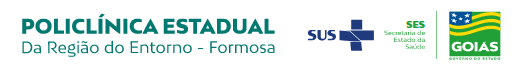 POLICLÍNICA ESTADUAL
Da Região do Entorno - Formosa
SUS
SES
Secretaria de
Estado da
Saúde
GOIÁS
GOVERNO DO ESTADO